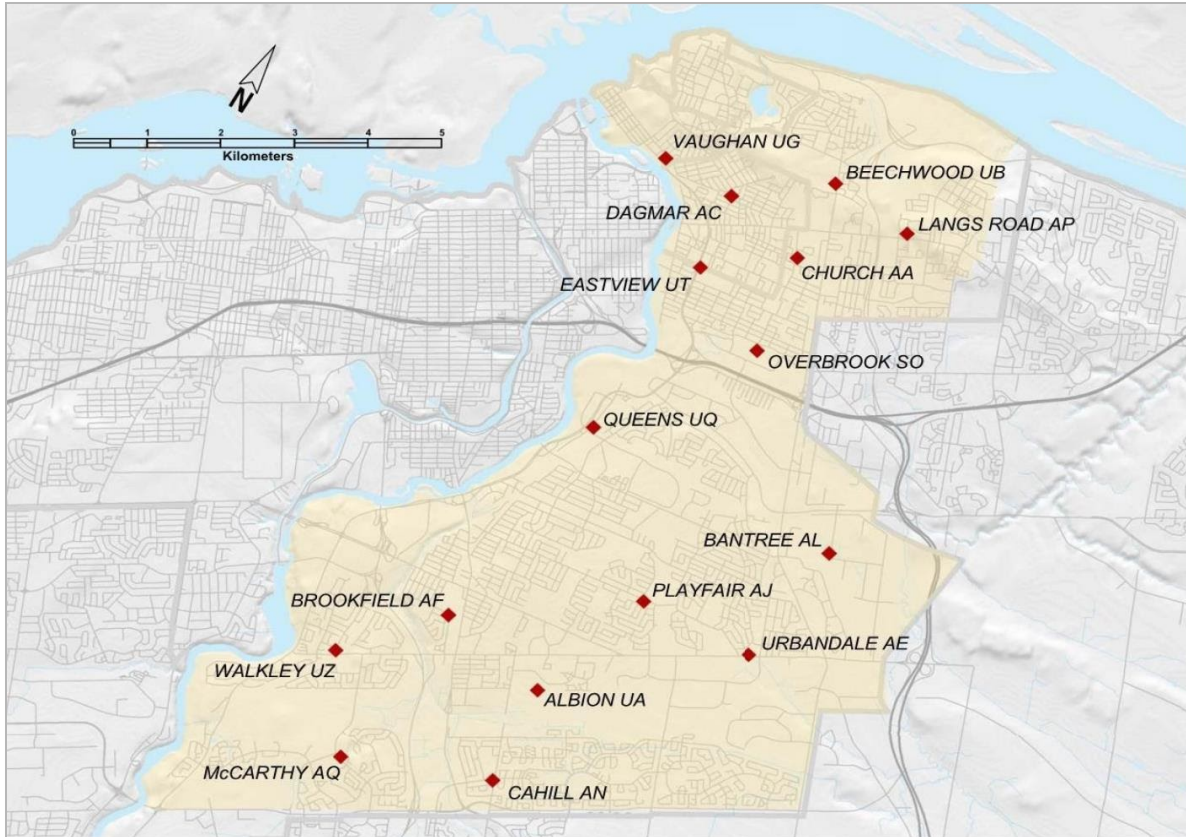 N
0 1 2 3 4 5
Kilometers
VAUGHAN UG
BEECHWOOD UB
DAGMAR AC
LANGS ROAD AP
EASTVIEW UT
CHURCH AA
OVERBROOK SO
QUEENS UQ
BANTREE AL
PLAYFAIR AJ
BROOKFIELD AF
URBANDALE AE
WALKLEY UZ
ALBION UA
McCARTHY AQ
CAHILL AN